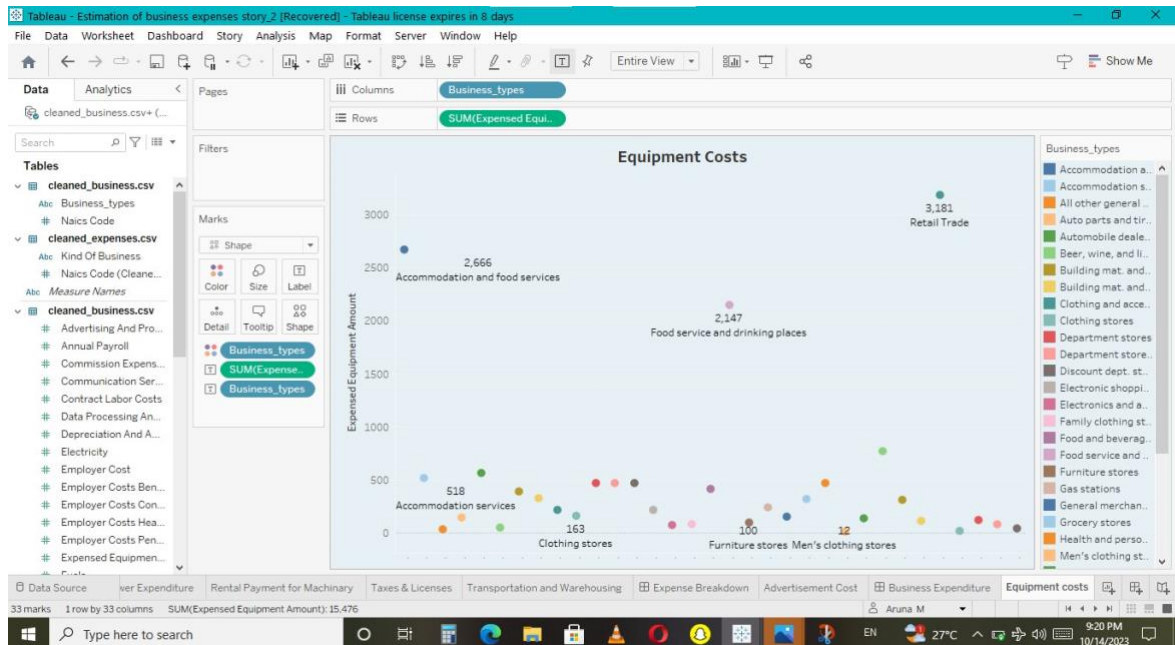 Tableau - Estimation of business expenses story_2 [Recovered] - Tableau license expires in 8 days
File Data Worksheet Dashboard Story Analysis Map Format Server Window Help
Entire View
Show Me
Data Analytics
cleaned_business.csv+ (...
Search
Tables
cleaned_business.csv
Abc Business_types
# Naics Code
cleaned_expenses.csv
Abc Kind Of Business
# Naics Code (Cleane...
Abc Measure Names
cleaned_business.csv
# Advertising And Pro...
# Annual Payroll
# Commission Expens...
# Communication Ser...
# Contract Labor Costs
# Data Processing An...
# Depreciation And A...
# Electricity
# Employer Cost
# Employer Costs Ben...
# Employer Costs Con...
# Employer Costs Hea...
# Employer Costs Pen...
# Expensed Equipmen...
Pages
Filters
Marks
Shape
Color Size Label
Detail Tooltip Shape
Business_types
SUM(Expense..
Business_types
Columns Business_types
Rows SUM(Expensed Equi..
Equipment Costs
Expensed Equipment Amount
3000
2500
2000
1500
1000
500
0
3,181
Retail Trade
2,666
Accommodation and food services
2,147
Food service and drinking places
518
Accommodation services
163
Clothing stores
100
Furniture stores
12
Men's clothing stores
Business_types
Accommodation a..
Accommodation s..
All other general ..
Auto parts and tir..
Automobile deale..
Beer, wine, and li..
Building mat. and..
Building mat. and..
Clothing and acce..
Clothing stores
Department stores
Department store..
Discount dept. st..
Electronic shoppi..
Electronics and a..
Family clothing st..
Food and beverag..
Food service and ..
Furniture stores
Gas stations
General merchan..
Grocery stores
Health and perso..
Men's clothing st..
Data Source ver Expenditure Rental Payment for Machinery Taxes & Licenses Transportation and Warehousing Expense Breakdown Advertisement Cost Business Expenditure Equipment costs
33 marks 1 row by 33 columns SUM(Expensed Equipment Amount): 15,476
Aruna M
Type here to search
EN
27°C
9:20 PM
10/14/2023